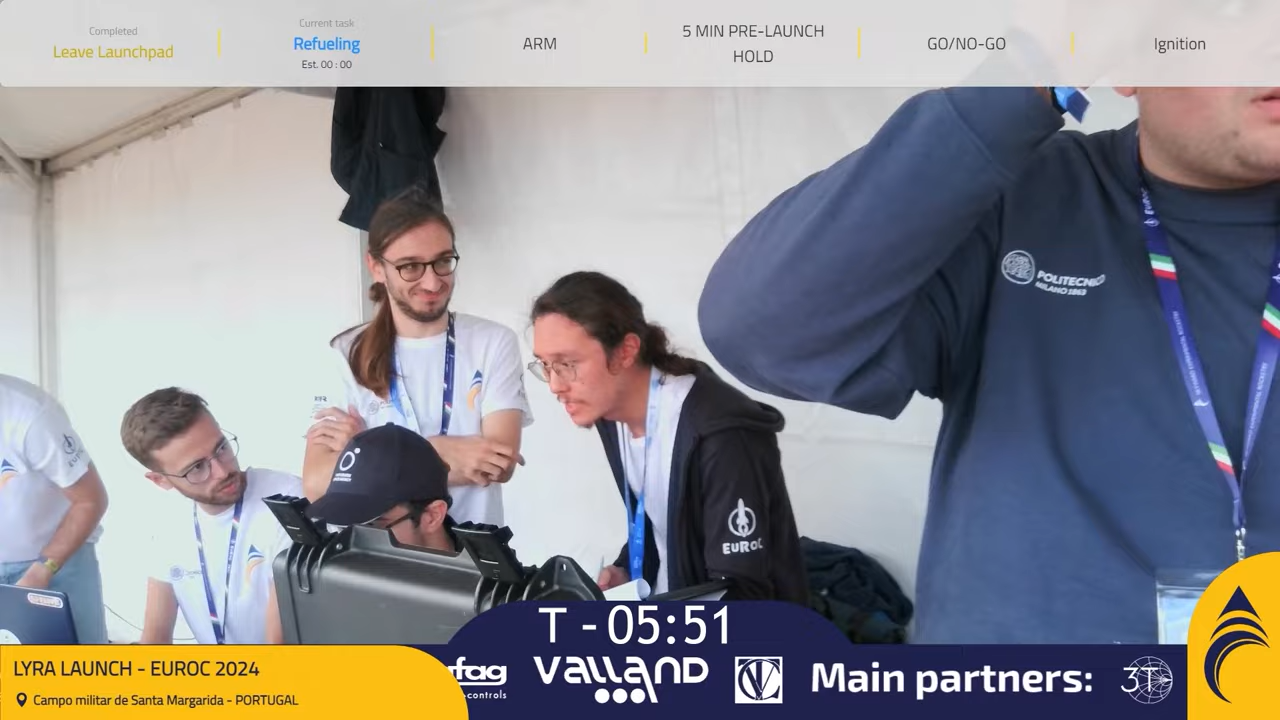 Completed
Leave Launchpad
Current task
Refueling
Est. 00 : 00
ARM
5 MIN PRE-LAUNCH
HOLD
GO/NO-GO
Ignition
POLITECNICO
MILANO 1863
EUROC
T - 05:51
LYRA LAUNCH - EUROC 2024
Campo militar de Santa Margarida - PORTUGAL
VALLAND
Main partners:
3T